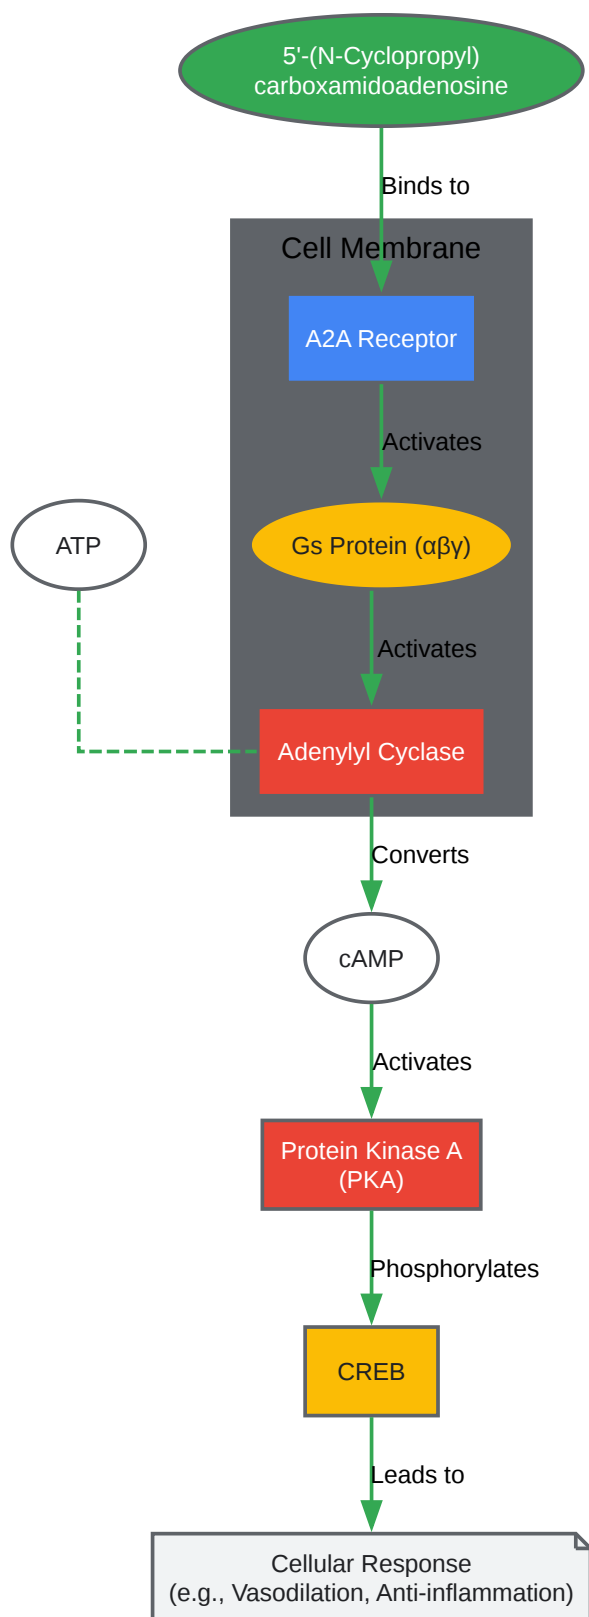 5'-(N-Cyclopropyl)
carboxamidoadenosine
Binds to
Cell Membrane
A2A Receptor
Activates
ATP
Gs Protein (αβγ)
Activates
Adenylyl Cyclase
Converts
cAMP
Activates
Protein Kinase A
(PKA)
Phosphorylates
CREB
Leads to
Cellular Response
(e.g., Vasodilation, Anti-inflammation)